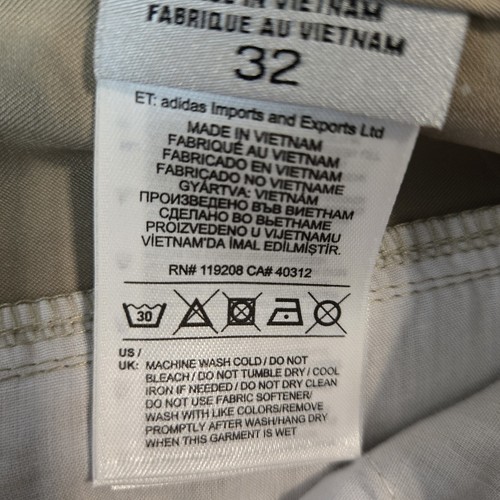 IN VIETNAM
FABRIQUE AU VIETNAM
32
ET: adidas Imports and Exports Ltd
MADE IN VIETNAM
FABRIQUÉ AU VIETNAM
FABRICADO EN VIETNAM
FABRICADO NO VIETNAME
GYÁRTVA: VIETNÁM
ПРОИЗВЕДЕНО ВЪВ ВИЕТНАМ
СДЕЛАНО ВО ВЬЕТНАМЕ
PROIZVEDENO U VIJETNAMU
VİETNAM'DA İMAL EDİLMİŞTİR.
RN# 119208 CA# 40312
30
US /
UK: MACHINE WASH COLD / DO NOT
BLEACH / DO NOT TUMBLE DRY / COOL
IRON IF NEEDED / DO NOT DRY CLEAN
DO NOT USE FABRIC SOFTENER/
WASH WITH LIKE COLORS/REMOVE
PROMPTLY AFTER WASH/HANG DRY
WHEN THIS GARMENT IS WET